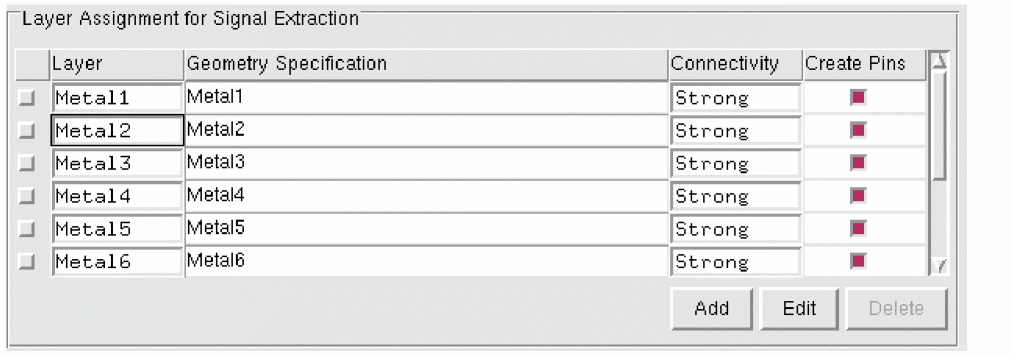 Layer Assignment for Signal Extraction
Layer Geometry Specification Connectivity Create Pins
Metal1 Metal1 Strong
Metal2 Metal2 Strong
Metal3 Metal3 Strong
Metal4 Metal4 Strong
Metal5 Metal5 Strong
Metal6 Metal6 Strong
Add Edit Delete